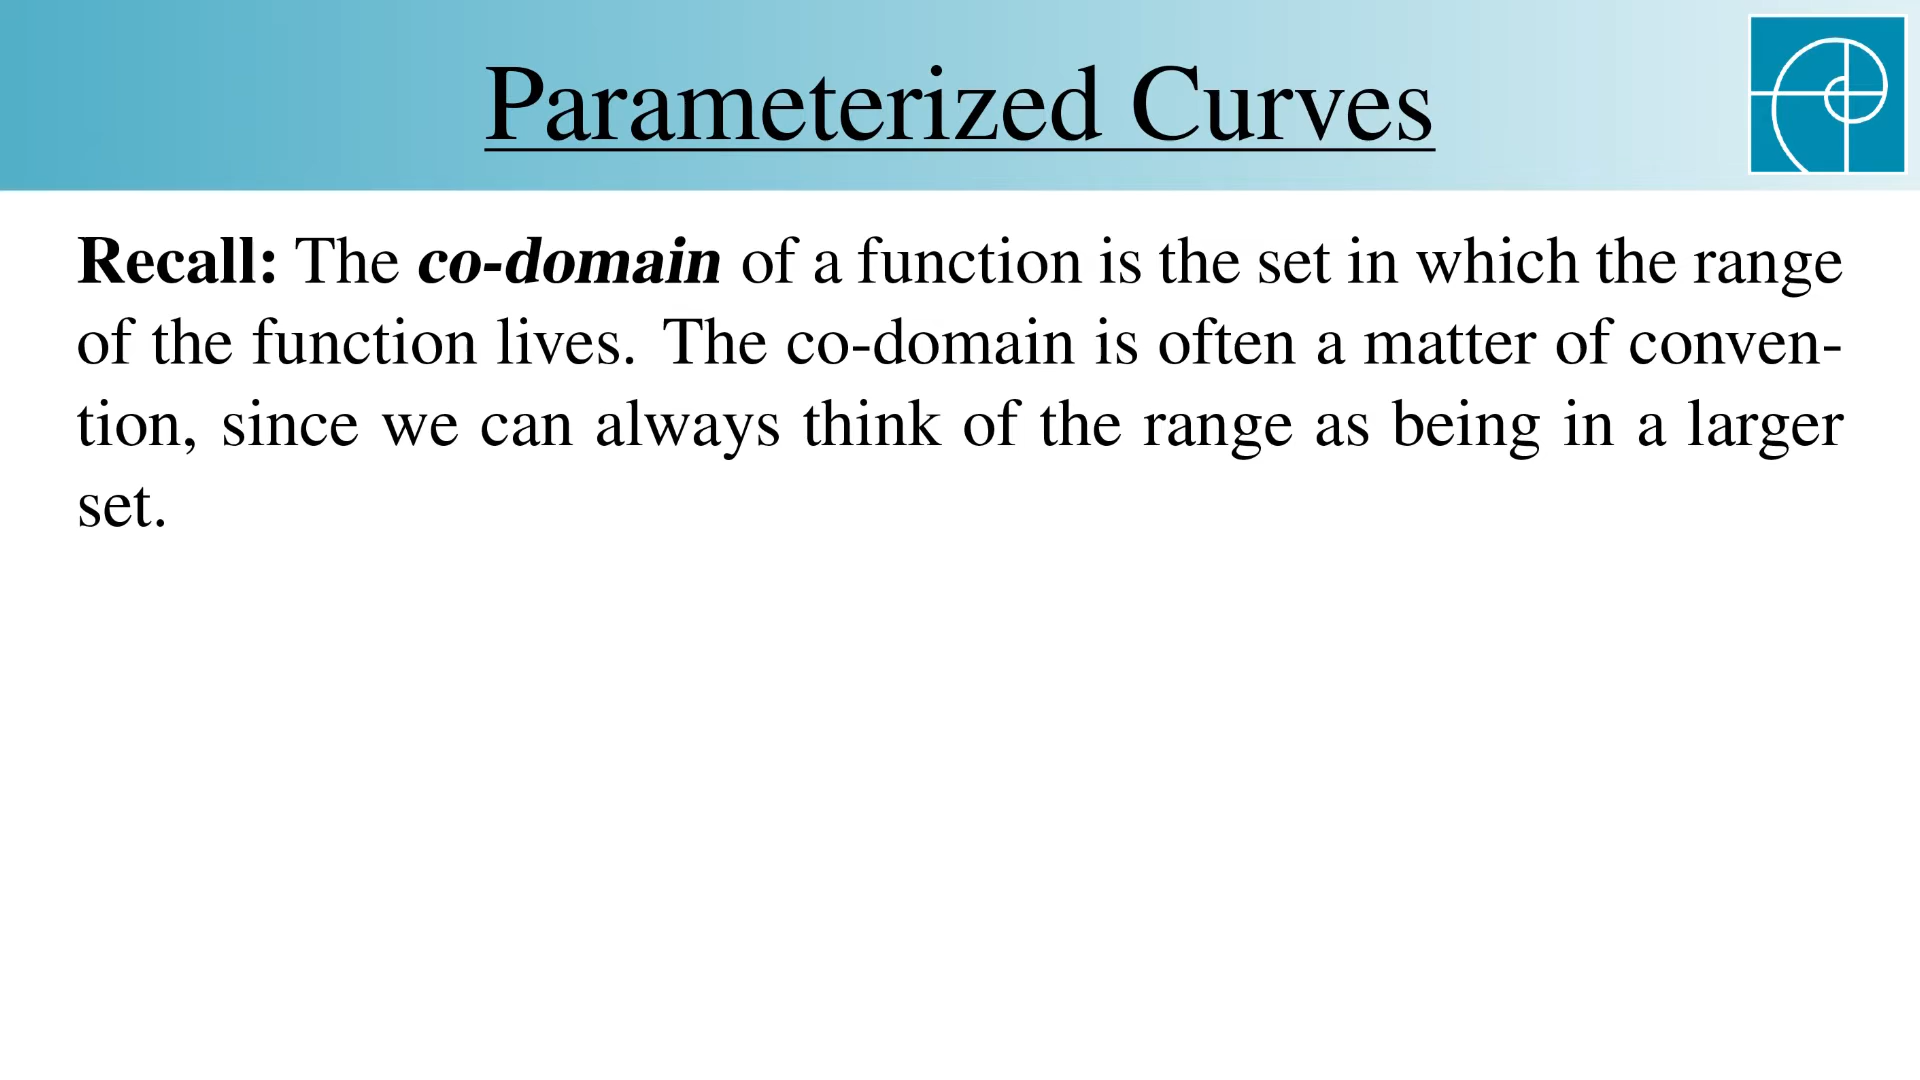 Parameterized Curves
Recall: The co-domain of a function is the set in which the range
of the function lives. The co-domain is often a matter of conven-
tion, since we can always think of the range as being in a larger
set.